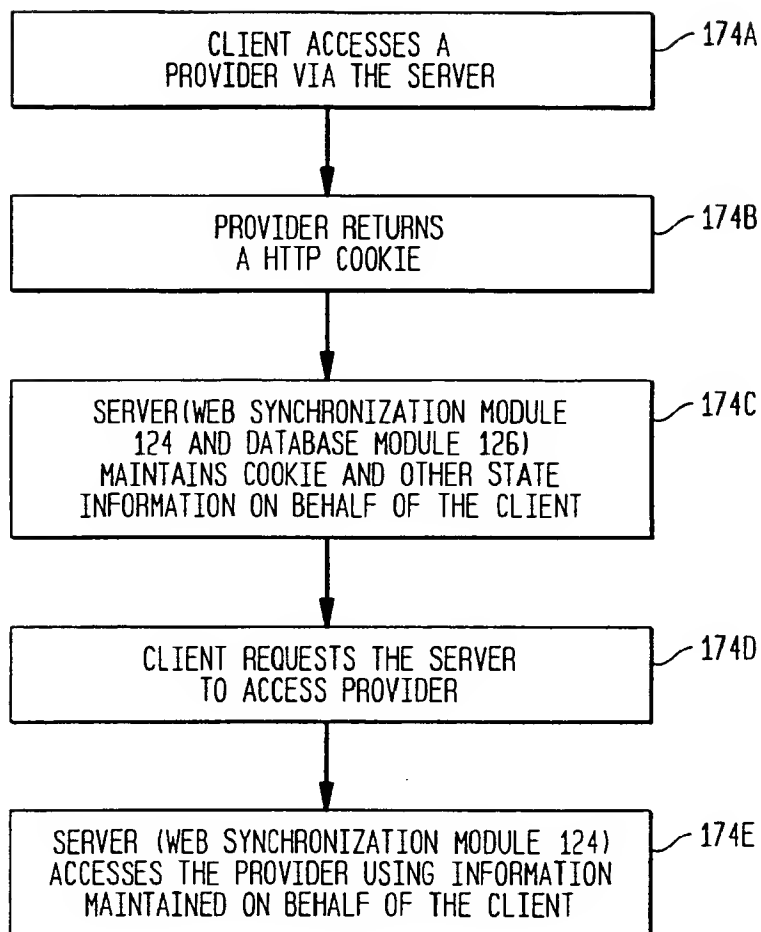 CLIENT ACCESSES A
PROVIDER VIA THE SERVER
174A
PROVIDER RETURNS
A HTTP COOKIE
174B
SERVER(WEB SYNCHRONIZATION MODULE
124 AND DATABASE MODULE 126)
MAINTAINS COOKIE AND OTHER STATE
INFORMATION ON BEHALF OF THE CLIENT
174C
CLIENT REQUESTS THE SERVER
TO ACCESS PROVIDER
174D
SERVER (WEB SYNCHRONIZATION MODULE 124)
ACCESSES THE PROVIDER USING INFORMATION
MAINTAINED ON BEHALF OF THE CLIENT
174E